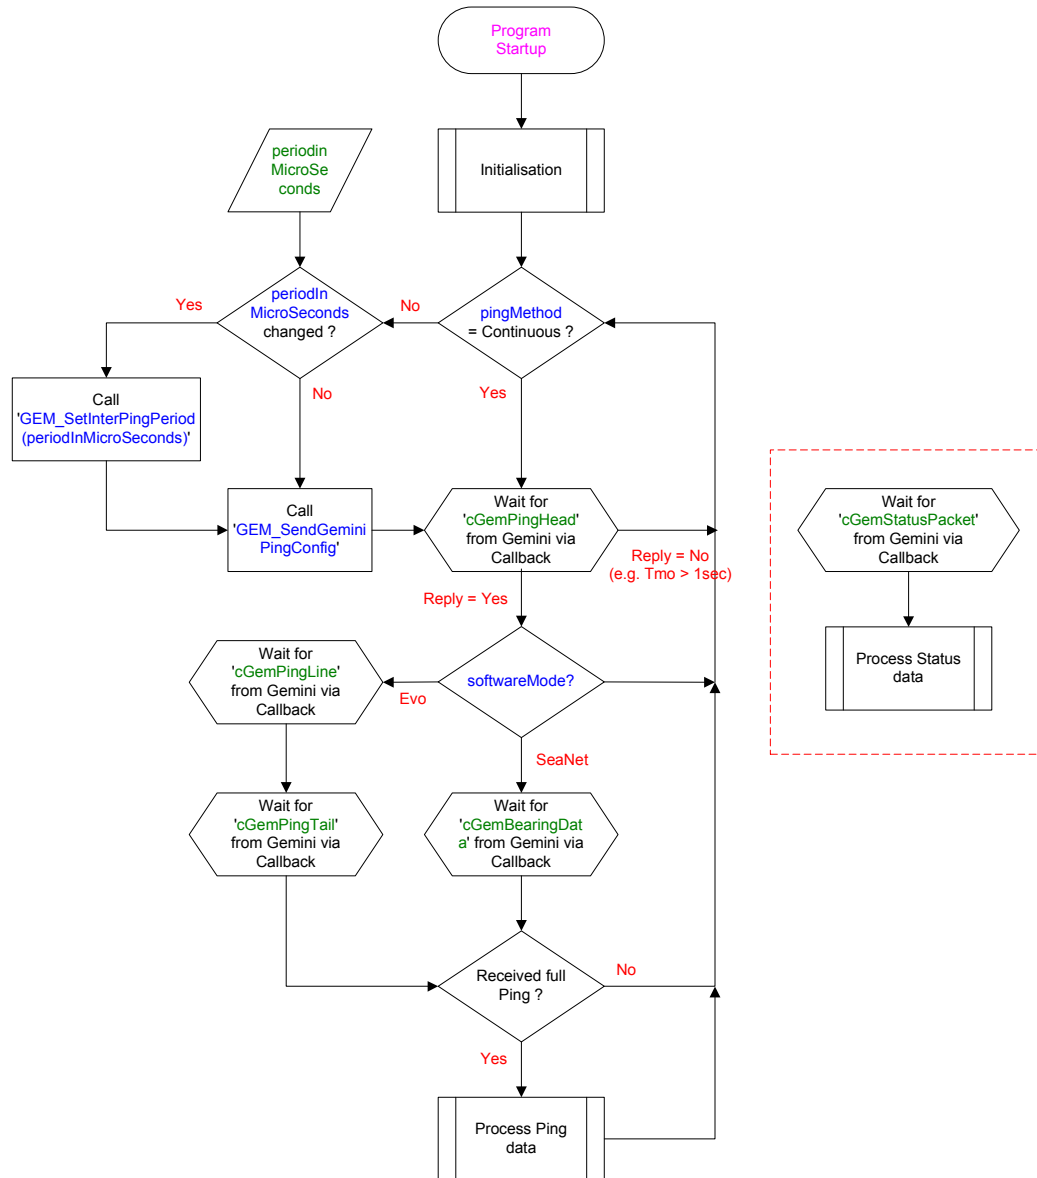 Program
Startup
Initialisation
periodin
MicroSe
conds
periodIn
MicroSeconds
changed ?
Yes
No
pingMethod
= Continuous ?
No
Yes
Call
'GEM_SetInterPingPeriod
(periodInMicroSeconds)'
Call
'GEM_SendGemini
PingConfig'
Wait for
'cGemPingHead'
from Gemini via
Callback
Reply = No
(e.g. Tmo > 1sec)
Reply = Yes
Wait for
'cGemStatusPacket'
from Gemini via
Callback
Process Status
data
Wait for
'cGemPingLine'
from Gemini via
Callback
Evo
softwareMode?
SeaNet
Wait for
'cGemPingTail'
from Gemini via
Callback
Wait for
'cGemBearingDat
a' from Gemini via
Callback
Received full
Ping ?
No
Yes
Process Ping
data